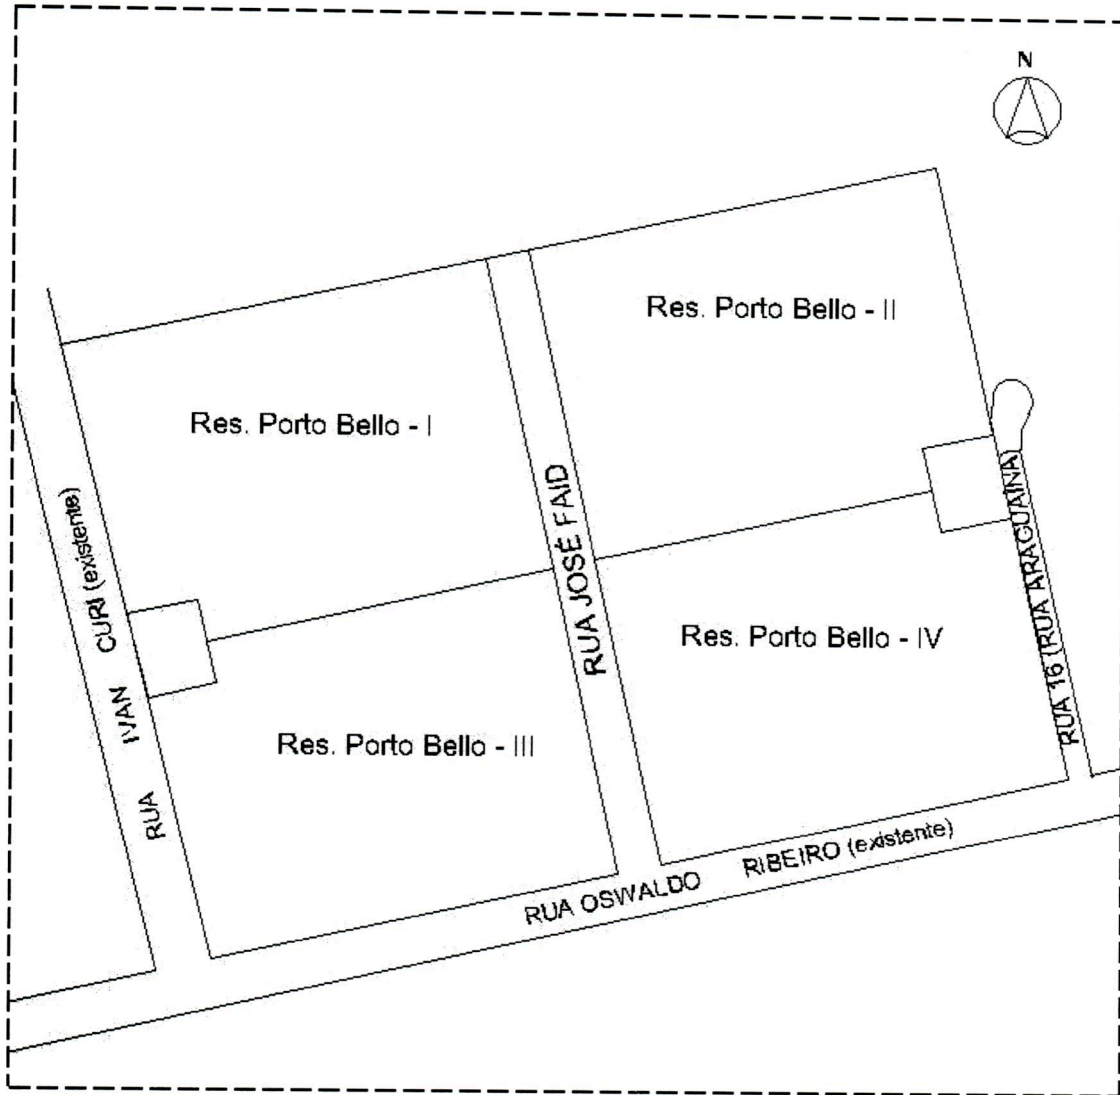 N
Res. Porto Bello - II
Res. Porto Bello - I
RUA JOSÉ FAID
RUA IVAN CURI (existente)
RUA 16 (RUA ARAGUAINA)
Res. Porto Bello - IV
Res. Porto Bello - III
RUA OSWALDO RIBEIRO (existente)